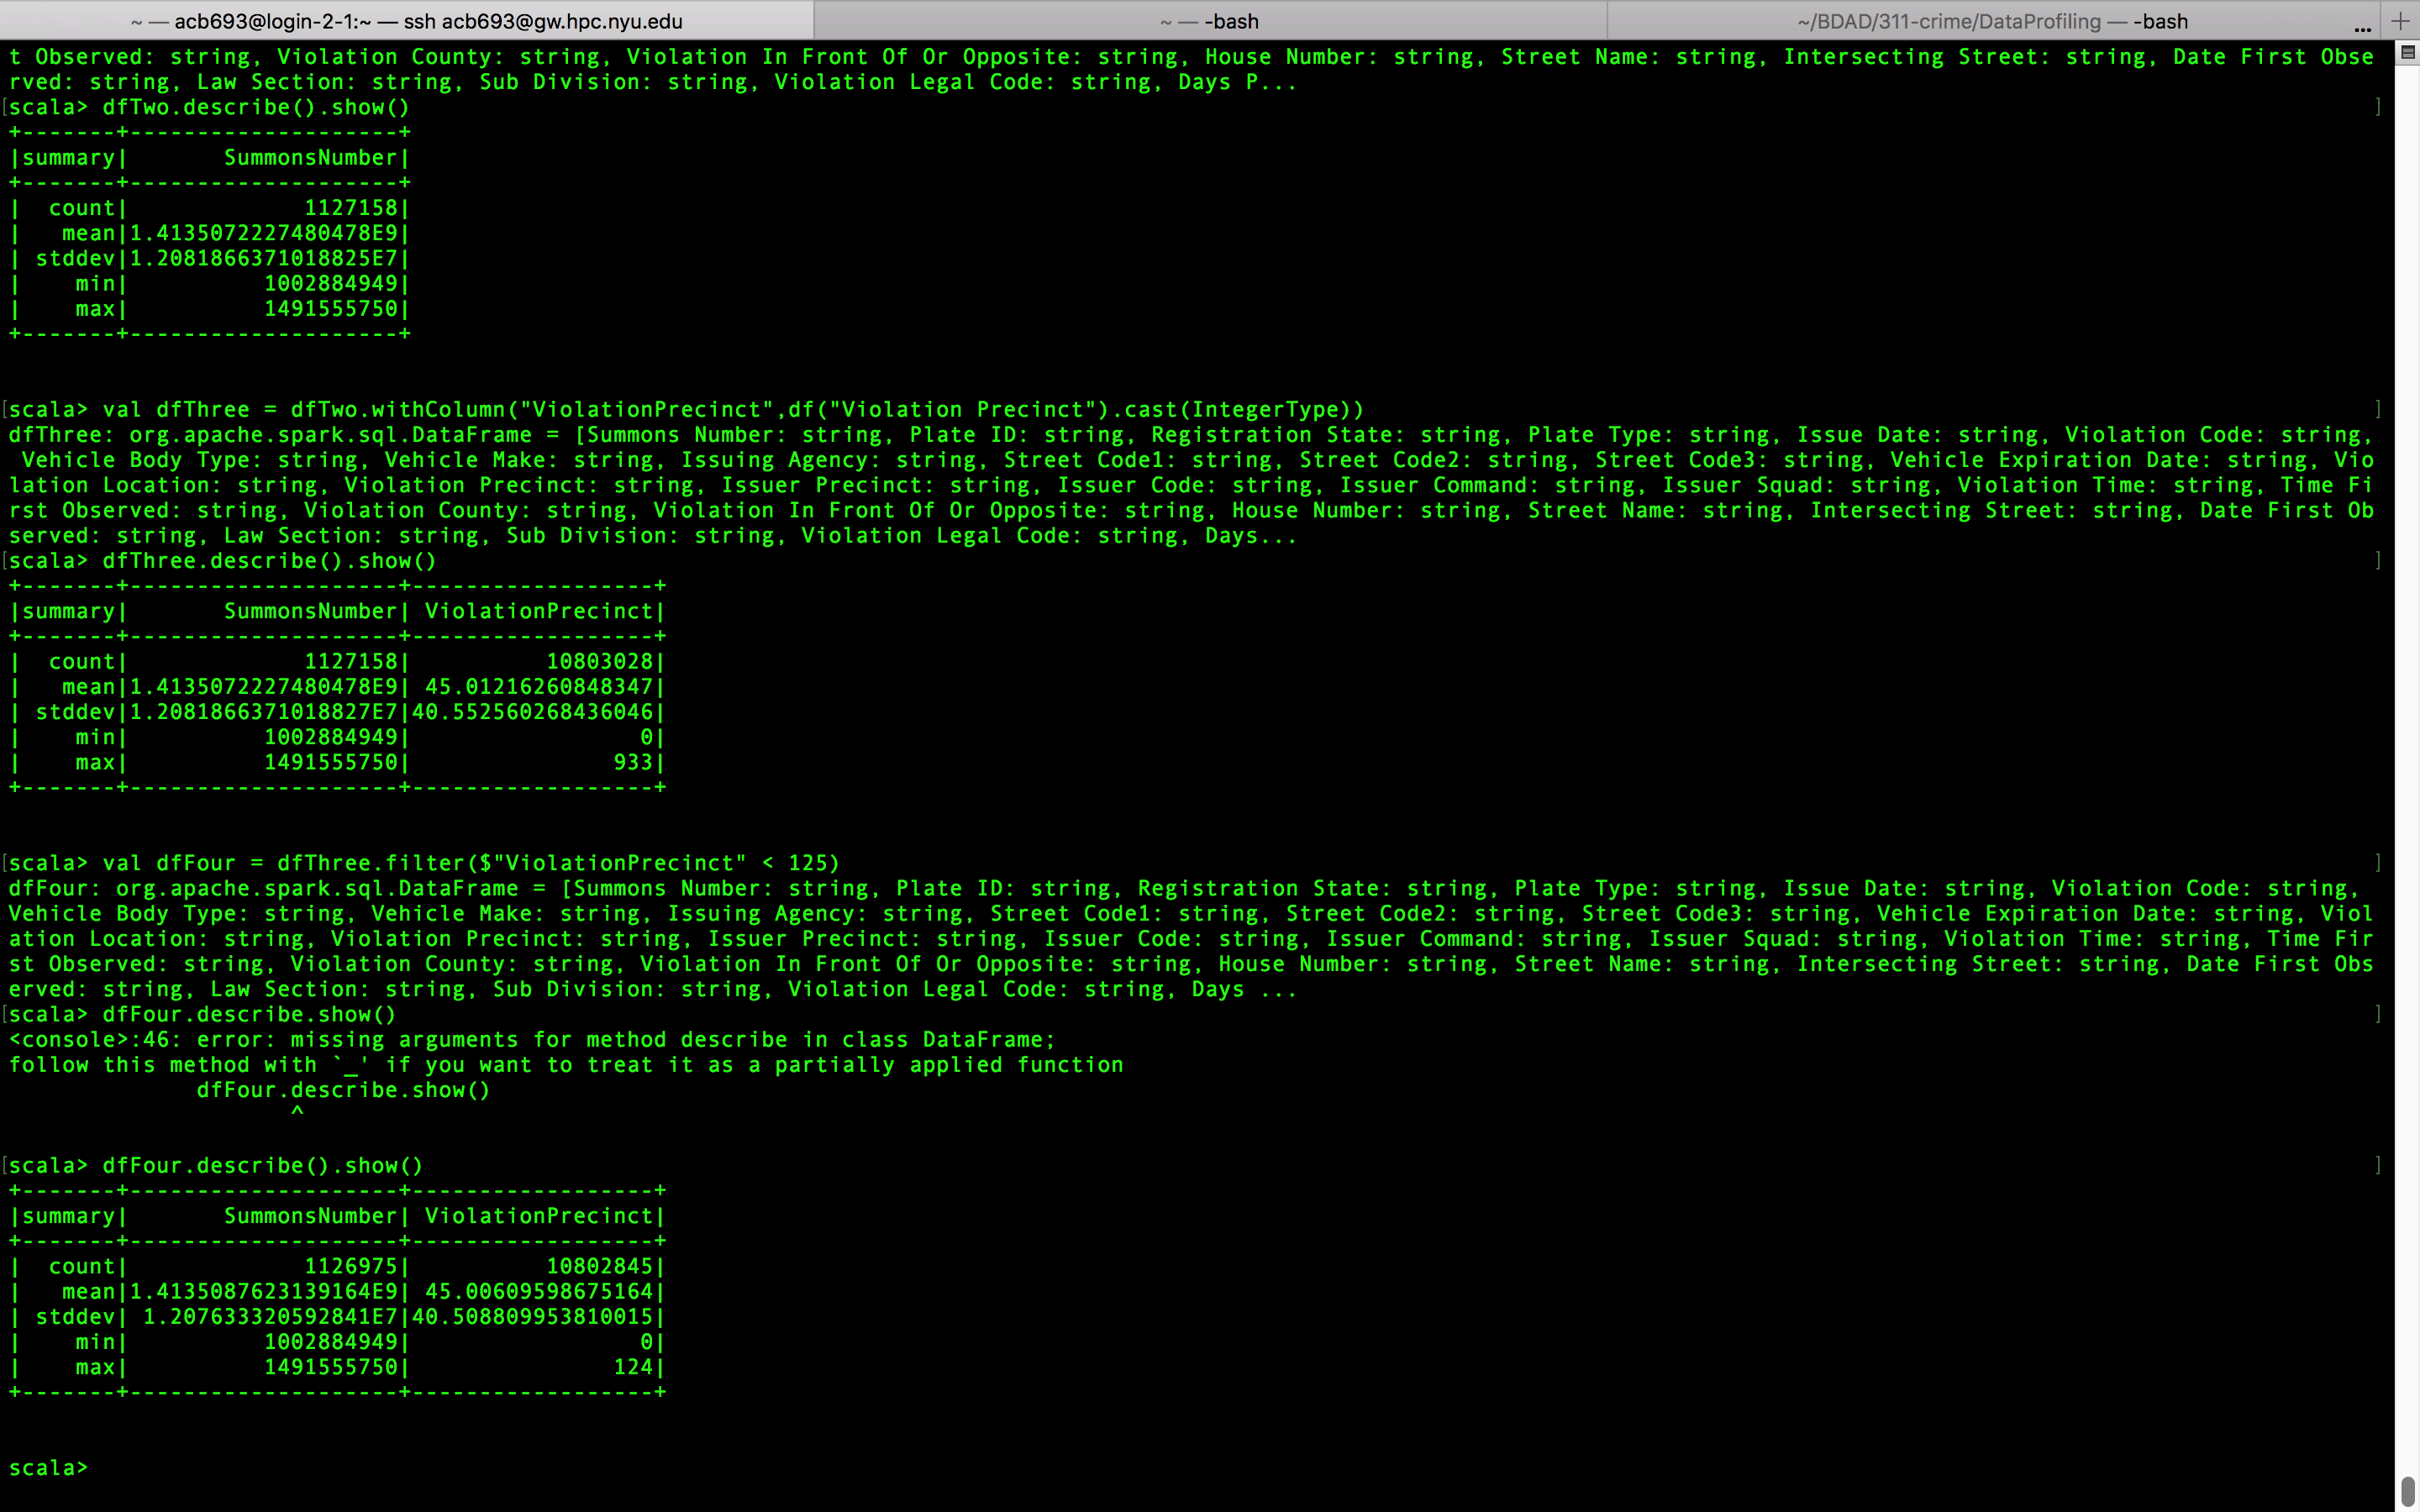 ~ — acb693@login-2-1:~ — ssh acb693@gw.hpc.nyu.edu
~ — -bash
~/BDAD/311-crime/DataProfiling — -bash
... +
t Observed: string, Violation County: string, Violation In Front Of Or Opposite: string, House Number: string, Street Name: string, Intersecting Street: string, Date First Obse
rved: string, Law Section: string, Sub Division: string, Violation Legal Code: string, Days P...
[scala> dfTwo.describe().show() ]
+-------+--------------------+
|summary|       SummonsNumber|
+-------+--------------------+
|  count|             1127158|
|   mean|1.4135072227480478E9|
| stddev|1.2081866371018825E7|
|    min|          1002884949|
|    max|          1491555750|
+-------+--------------------+
[scala> val dfThree = dfTwo.withColumn("ViolationPrecinct",df("Violation Precinct").cast(IntegerType)) ]
dfThree: org.apache.spark.sql.DataFrame = [Summons Number: string, Plate ID: string, Registration State: string, Plate Type: string, Issue Date: string, Violation Code: string,
 Vehicle Body Type: string, Vehicle Make: string, Issuing Agency: string, Street Code1: string, Street Code2: string, Street Code3: string, Vehicle Expiration Date: string, Vio
lation Location: string, Violation Precinct: string, Issuer Precinct: string, Issuer Code: string, Issuer Command: string, Issuer Squad: string, Violation Time: string, Time Fi
rst Observed: string, Violation County: string, Violation In Front Of Or Opposite: string, House Number: string, Street Name: string, Intersecting Street: string, Date First Ob
served: string, Law Section: string, Sub Division: string, Violation Legal Code: string, Days...
[scala> dfThree.describe().show() ]
+-------+--------------------+------------------+
|summary|       SummonsNumber| ViolationPrecinct|
+-------+--------------------+------------------+
|  count|             1127158|          10803028|
|   mean|1.4135072227480478E9| 45.01216260848347|
| stddev|1.2081866371018827E7|40.552560268436046|
|    min|          1002884949|                 0|
|    max|          1491555750|               933|
+-------+--------------------+------------------+
[scala> val dfFour = dfThree.filter($"ViolationPrecinct" < 125) ]
dfFour: org.apache.spark.sql.DataFrame = [Summons Number: string, Plate ID: string, Registration State: string, Plate Type: string, Issue Date: string, Violation Code: string,
Vehicle Body Type: string, Vehicle Make: string, Issuing Agency: string, Street Code1: string, Street Code2: string, Street Code3: string, Vehicle Expiration Date: string, Viol
ation Location: string, Violation Precinct: string, Issuer Precinct: string, Issuer Code: string, Issuer Command: string, Issuer Squad: string, Violation Time: string, Time Fir
st Observed: string, Violation County: string, Violation In Front Of Or Opposite: string, House Number: string, Street Name: string, Intersecting Street: string, Date First Obs
erved: string, Law Section: string, Sub Division: string, Violation Legal Code: string, Days ...
[scala> dfFour.describe.show() ]
<console>:46: error: missing arguments for method describe in class DataFrame;
follow this method with `_' if you want to treat it as a partially applied function
              dfFour.describe.show()
                     ^
[scala> dfFour.describe().show() ]
+-------+--------------------+------------------+
|summary|       SummonsNumber| ViolationPrecinct|
+-------+--------------------+------------------+
|  count|             1126975|          10802845|
|   mean|1.4135087623139164E9| 45.00609598675164|
| stddev| 1.207633320592841E7|40.508809953810015|
|    min|          1002884949|                 0|
|    max|          1491555750|               124|
+-------+--------------------+------------------+
scala>